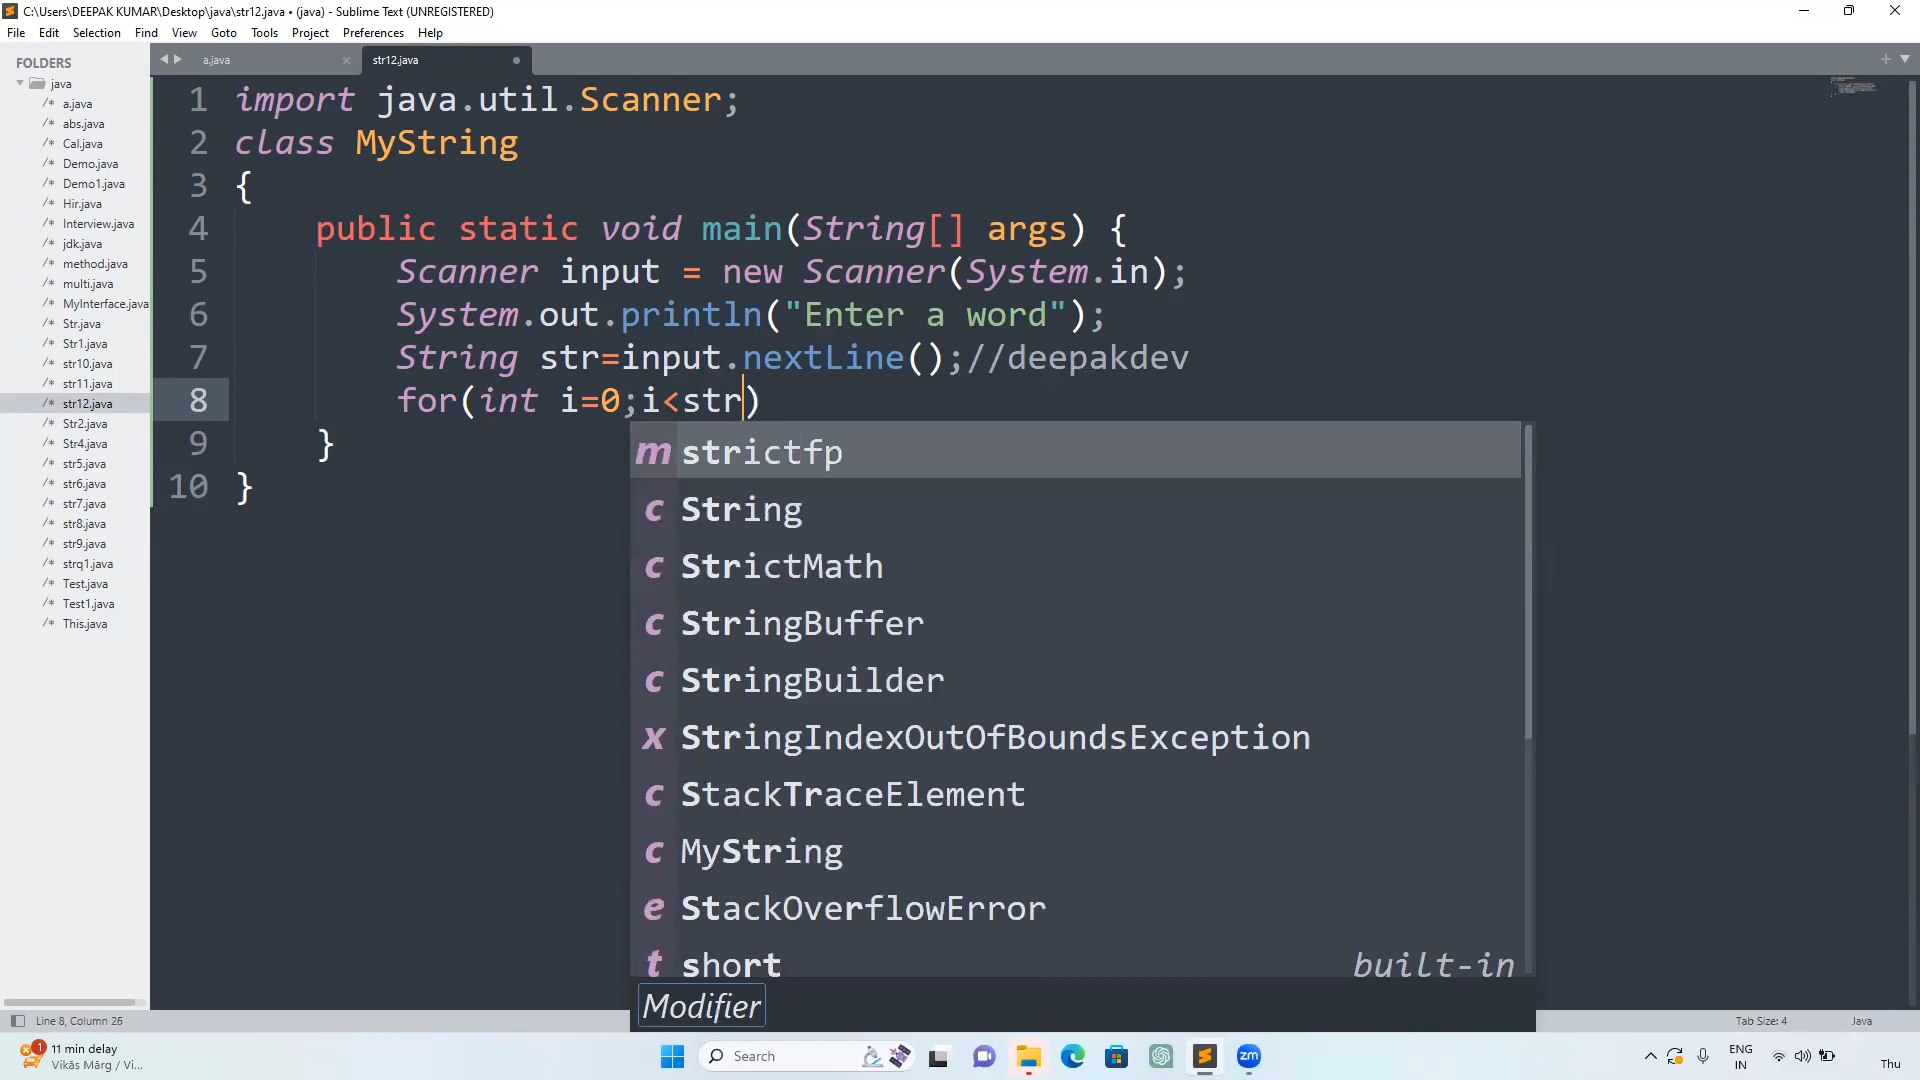 C:\Users\DEEPAK KUMAR\Desktop\java\str12.java • (java) - Sublime Text (UNREGISTERED)
File Edit Selection Find View Goto Tools Project Preferences Help
FOLDERS
java
/* a.java
/* abs.java
/* Cal.java
/* Demo.java
/* Demo1.java
/* Hir.java
/* Interview.java
/* jdk.java
/* method.java
/* multi.java
/* MyInterface.java
/* Str.java
/* Str1.java
/* str10.java
/* str11.java
/* str12.java
/* Str2.java
/* Str4.java
/* str5.java
/* str6.java
/* str7.java
/* str8.java
/* str9.java
/* strq1.java
/* Test.java
/* Test1.java
/* This.java
a.java × str12.java •
1 import java.util.Scanner;
2 class MyString
3 {
4 public static void main(String[] args) {
5 Scanner input = new Scanner(System.in);
6 System.out.println("Enter a word");
7 String str=input.nextLine();//deepakdev
8 for(int i=0;i<str)
9 }
10 }
m strictfp
c String
c StrictMath
c StringBuffer
c StringBuilder
x StringIndexOutOfBoundsException
c StackTraceElement
c MyString
e StackOverflowError
t short built-in
Modifier
Line 8, Column 26
Tab Size: 4 Java
1 11 min delay
Vikās Mārg / Vi...
Search
zm
ENG
IN
Thu